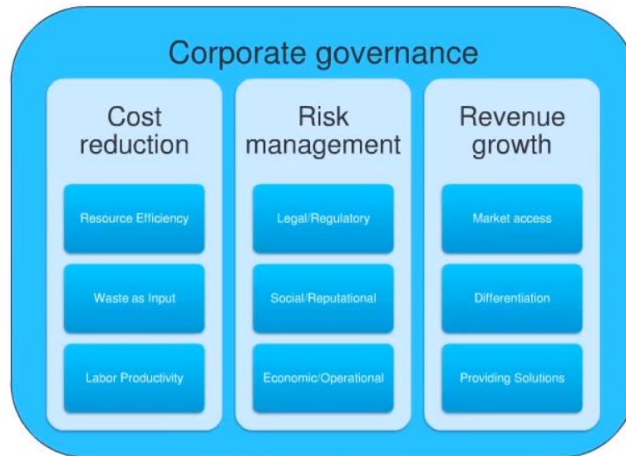 Corporate governance
Cost
reduction
Resource Efficiency
Waste as Input
Labor Productivity
Risk
management
Legal/Regulatory
Social/Reputational
Economic/Operational
Revenue
growth
Market access
Differentiation
Providing Solutions